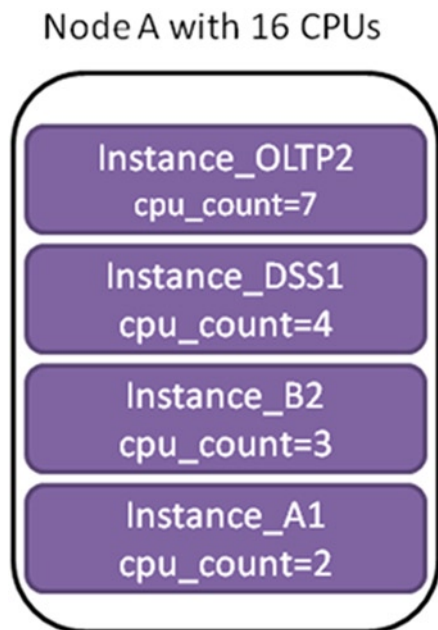 Node A with 16 CPUs
Instance_OLTP2
cpu_count=7
Instance_DSS1
cpu_count=4
Instance_B2
cpu_count=3
Instance_A1
cpu_count=2